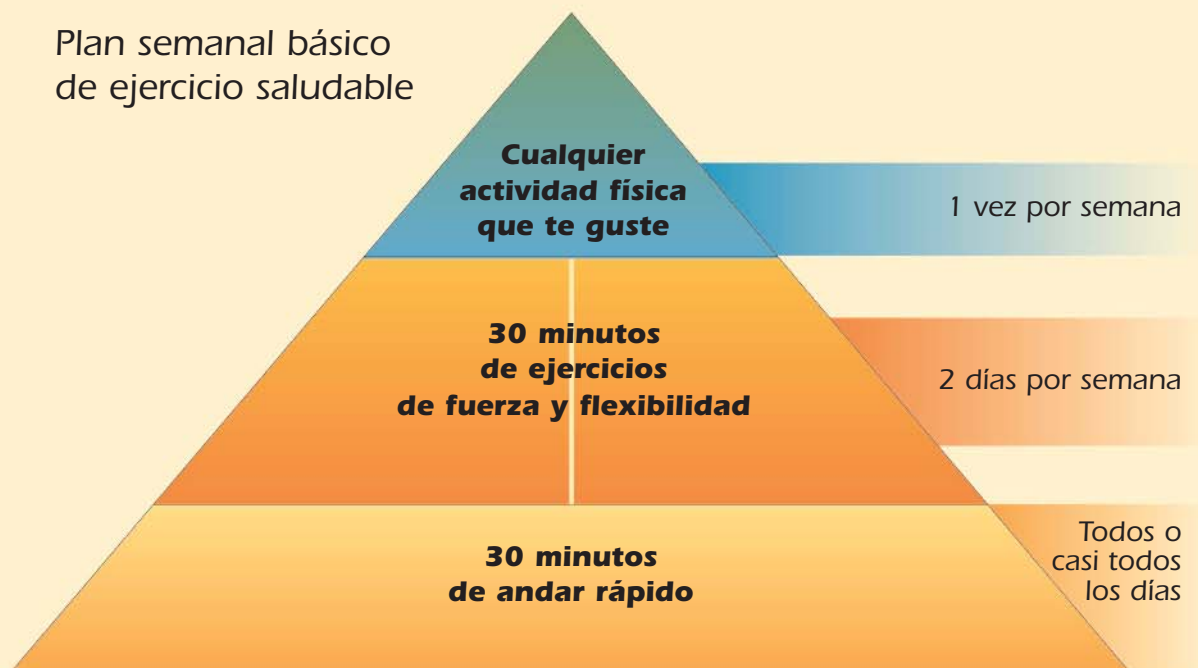 Plan semanal básico
de ejercicio saludable
Cualquier
actividad física
que te guste
1 vez por semana
30 minutos
de ejercicios
de fuerza y flexibilidad
2 días por semana
30 minutos
de andar rápido
Todos o
casi todos
los días